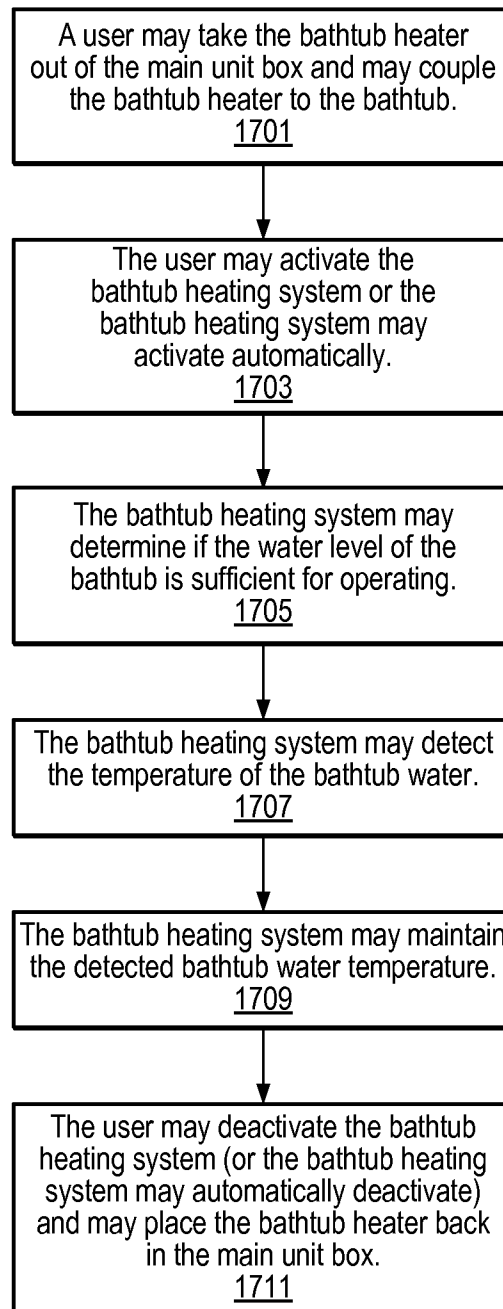 A user may take the bathtub heater
out of the main unit box and may couple
the bathtub heater to the bathtub.
1701
The user may activate the
bathtub heating system or the
bathtub heating system may
activate automatically.
1703
The bathtub heating system may
determine if the water level of the
bathtub is sufficient for operating.
1705
The bathtub heating system may detect
the temperature of the bathtub water.
1707
The bathtub heating system may maintain
the detected bathtub water temperature.
1709
The user may deactivate the bathtub
heating system (or the bathtub heating
system may automatically deactivate)
and may place the bathtub heater back
in the main unit box.
1711